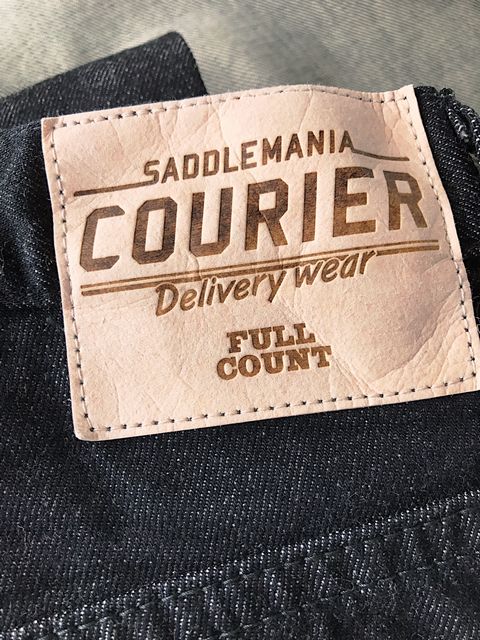 SADDLEMANIA
COURIER
Delivery wear
FULL
COUNT